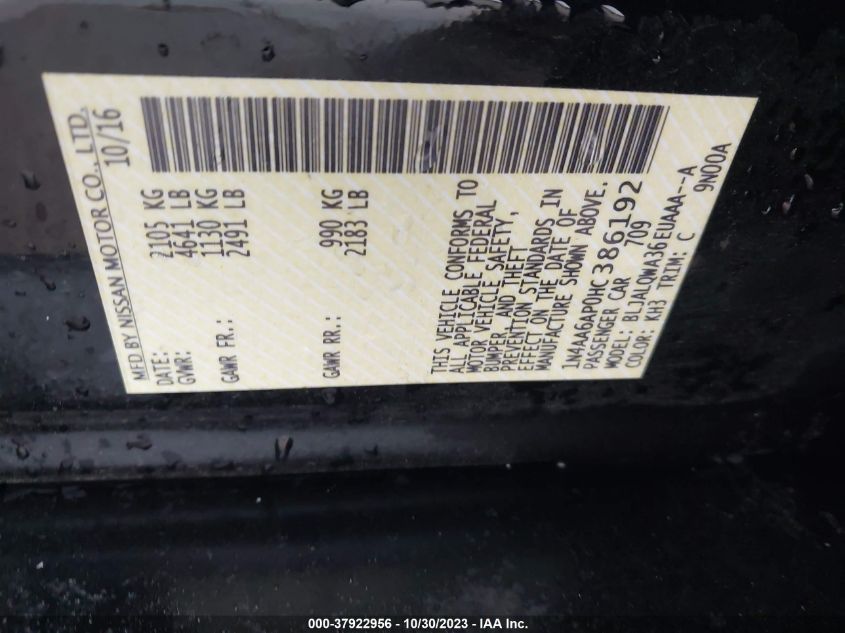 MFD BY NISSAN MOTOR CO., LTD.
DATE: 10/16
GVWR: 2105 KG
4641 LB
GAWR FR.: 1130 KG
2491 LB
GAWR RR.: 990 KG
2183 LB
THIS VEHICLE CONFORMS TO
ALL APPLICABLE FEDERAL
MOTOR VEHICLE SAFETY,
BUMPER, AND THEFT
PREVENTION STANDARDS IN
EFFECT ON THE DATE OF
MANUFACTURE SHOWN ABOVE.
1N4AA6AP0HC386192
PASSENGER CAR 709
MODEL: BLJALQWA36EUAAA--A
COLOR: KH3 TRIM: C 9N00A
000-37922956 - 10/30/2023 - IAA Inc.